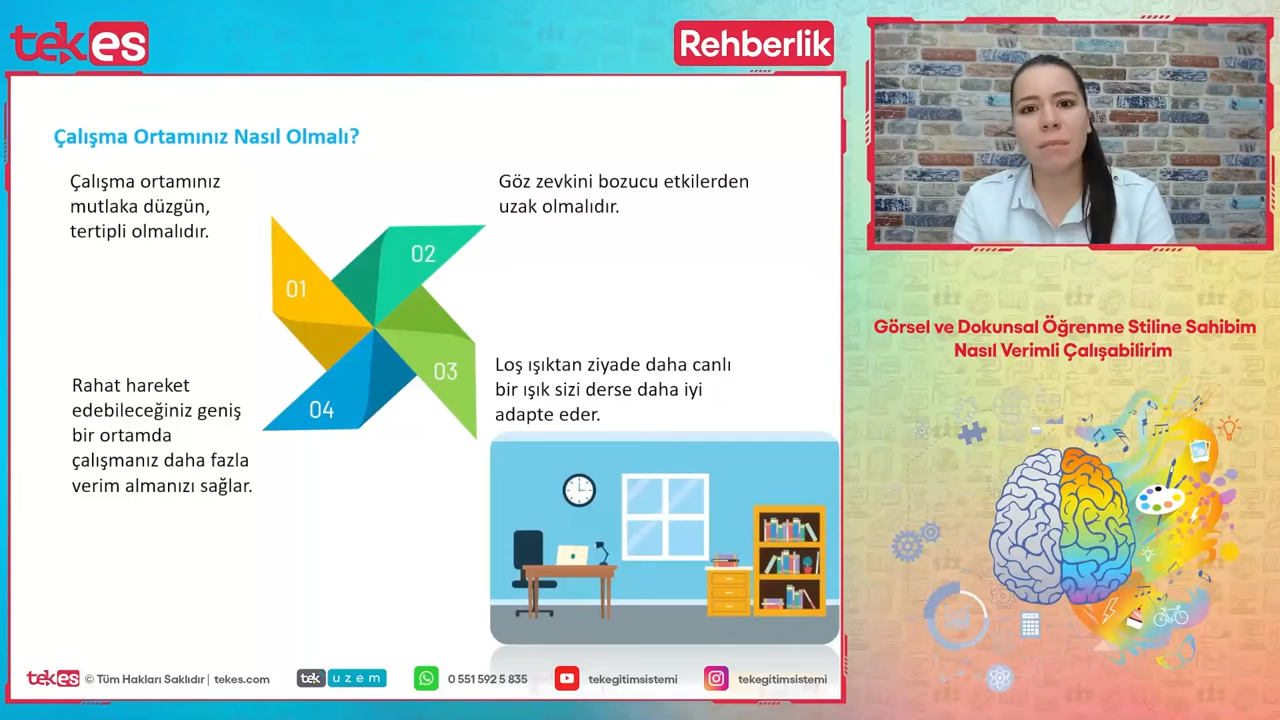 tekes
Rehberlik
Çalışma Ortamınız Nasıl Olmalı?
Çalışma ortamınız
mutlaka düzgün,
tertipli olmalıdır.
Göz zevkini bozucu etkilerden
uzak olmalıdır.
01
02
03
04
Loş ışıktan ziyade daha canlı
bir ışık sizi derse daha iyi
adapte eder.
Rahat hareket
edebileceğiniz geniş
bir ortamda
çalışmanız daha fazla
verim almanızı sağlar.
Görsel ve Dokunsal Öğrenme Stiline Sahibim
Nasıl Verimli Çalışabilirim
tekes © Tüm Hakları Saklıdır | tekes.com
tek uzem
0 551 592 5 835
tekegitimsistemi
tekegitimsistemi